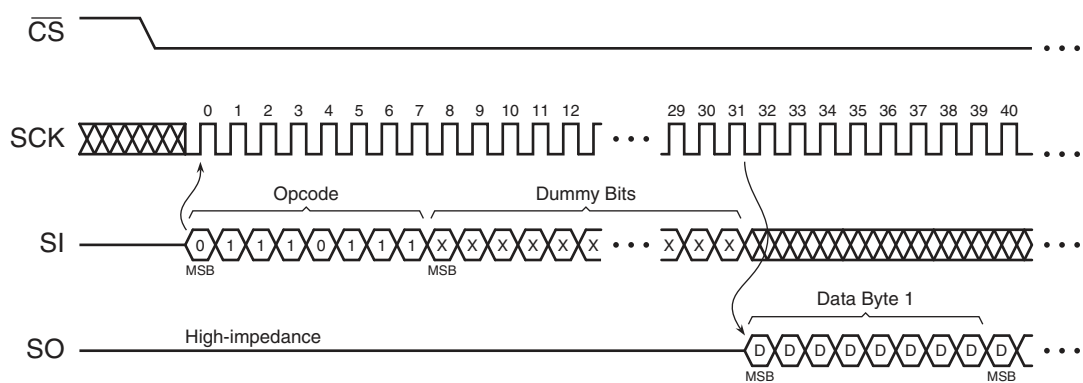 C̅S̅
0 1 2 3 4 5 6 7 8 9 10 11 12 29 30 31 32 33 34 35 36 37 38 39 40
SCK
Opcode Dummy Bits
SI 0 1 1 1 0 1 1 1 X X X X X X X X X
MSB MSB
Data Byte 1
High-impedance
SO D D D D D D D D D
MSB MSB